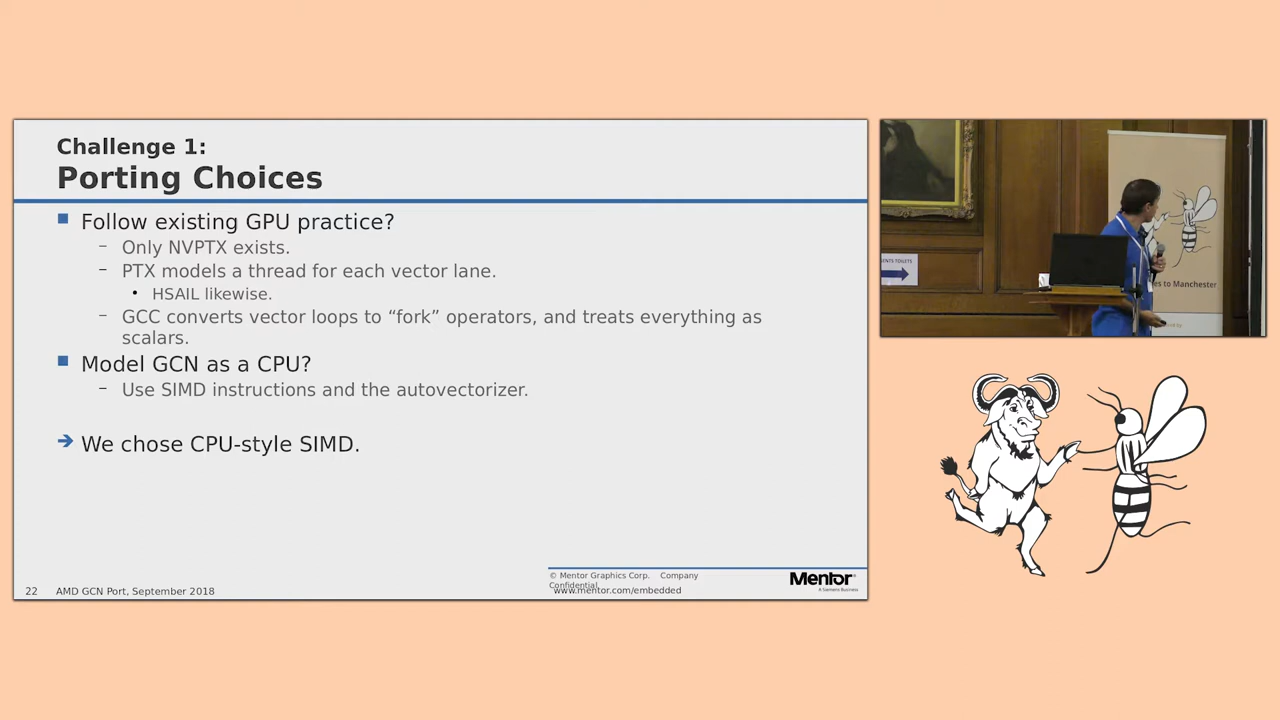 Challenge 1:
Porting Choices
Follow existing GPU practice?
– Only NVPTX exists.
– PTX models a thread for each vector lane.
• HSAIL likewise.
– GCC converts vector loops to “fork” operators, and treats everything as
scalars.
Model GCN as a CPU?
– Use SIMD instructions and the autovectorizer.
➔ We chose CPU-style SIMD.
22 AMD GCN Port, September 2018
© Mentor Graphics Corp. Company
Confidential
www.mentor.com/embedded
Mentor
A Siemens Business
TOILETS
to Manchester